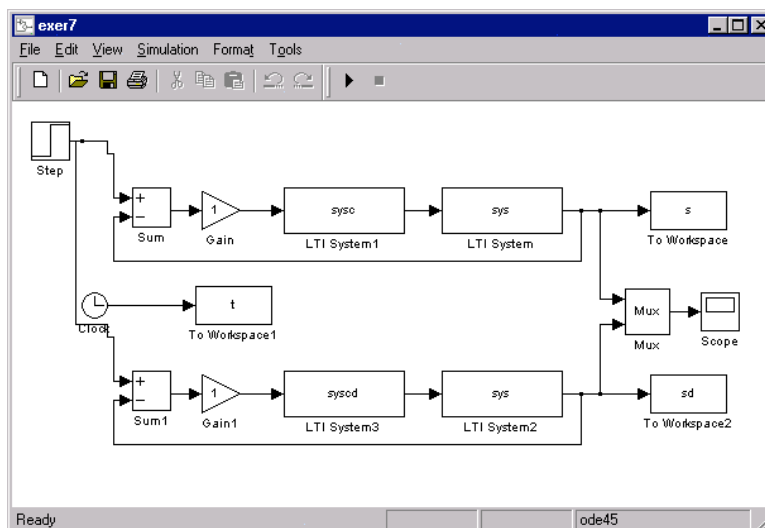 exer7
File Edit View Simulation Format Tools
Step
+
−
Sum
1
Gain
sysc
LTI System1
sys
LTI System
s
To Workspace
Clock
t
To Workspace1
Mux
Mux
Scope
+
−
Sum1
1
Gain1
syscd
LTI System3
sys
LTI System2
sd
To Workspace2
Ready ode45